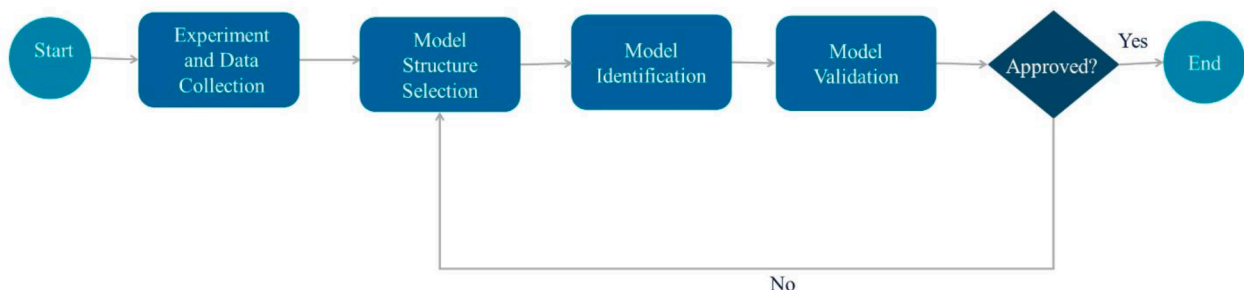 Start
Experiment
and Data
Collection
Model
Structure
Selection
Model
Identification
Model
Validation
Approved?
Yes
End
No